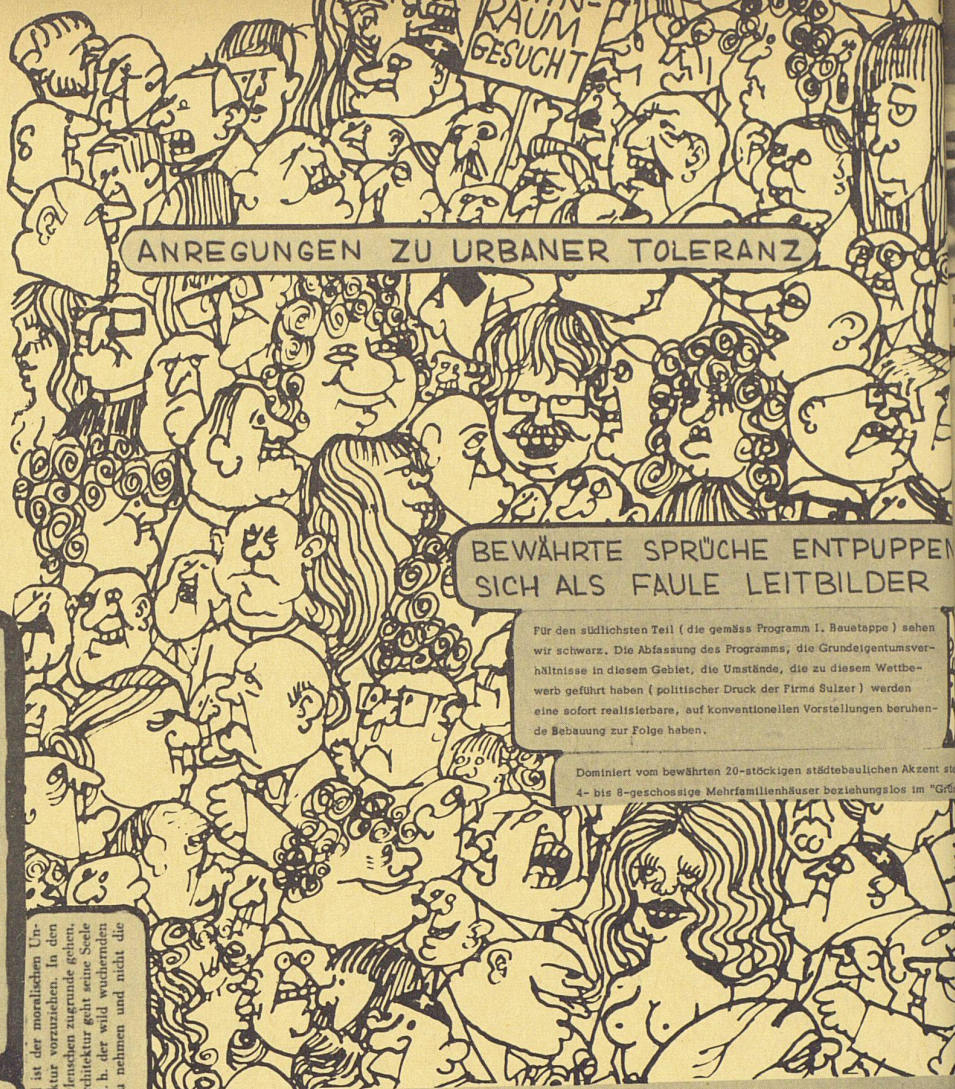 RAUM
GESUCHT
ANREGUNGEN ZU URBANER TOLERANZ
BEWÄHRTE SPRÜCHE ENTPUPPEN
SICH ALS FAULE LEITBILDER
Für den südlichsten Teil ( die gemäss Programm I. Bauetappe ) sehen
wir schwarz. Die Abfassung des Programms, die Grundeigentumsver-
hältnisse in diesem Gebiet, die Umstände, die zu diesem Wettbe-
werb geführt haben ( politischer Druck der Firma Sulzer ) werden
eine sofort realisierbare, auf konventionellen Vorstellungen beruhen-
de Bebauung zur Folge haben.
Dominiert vom bewährten 20-stöckigen städtebaulichen Akzent
4- bis 8-geschossige Mehrfamilienhäuser beziehungslos im
ist der moralischen Un-
vorzuziehen. In den
zugrunde gehen.
geht seine Seele
h. der wild wuchernden
nehmen und nicht die